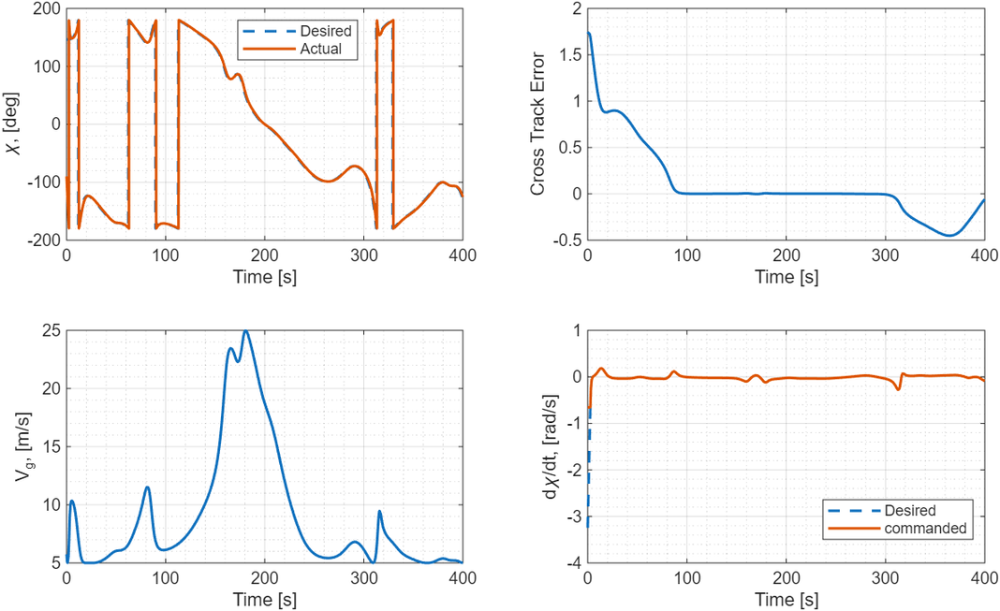 200
100
0
-100
-200
χ, [deg]
Desired
Actual
0 100 200 300 400
Time [s]
2
1.5
1
0.5
0
-0.5
Cross Track Error
0 100 200 300 400
Time [s]
25
20
15
10
5
Vg, [m/s]
0 100 200 300 400
Time [s]
1
0
-1
-2
-3
-4
dχ/dt, [rad/s]
Desired
commanded
0 100 200 300 400
Time [s]